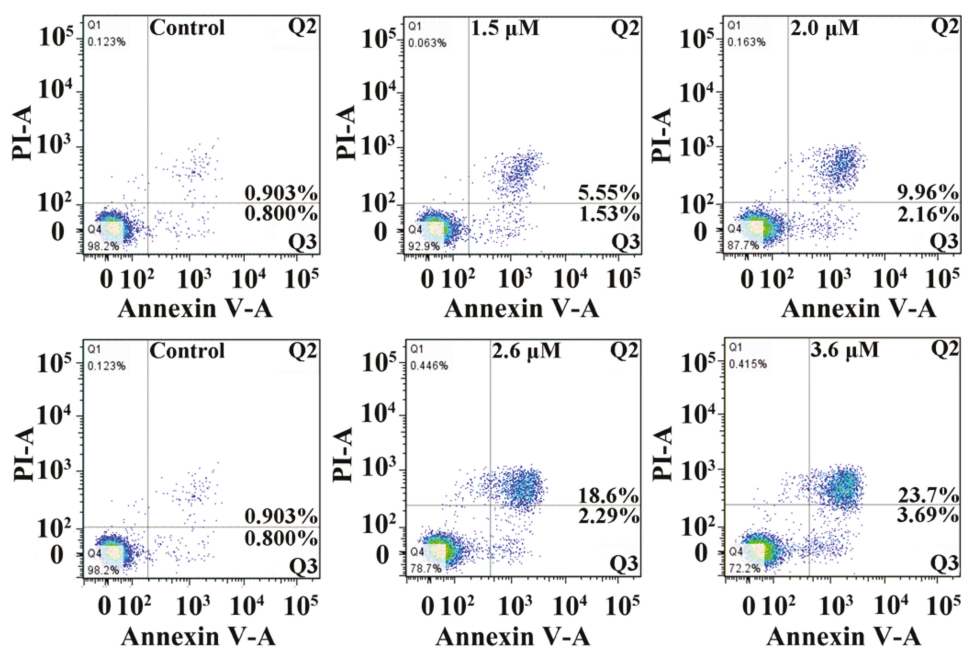 Q1 Control Q2
0.123%
10⁵
10⁴
10³
10²
0
PI-A
0.903%
0.800%
Q4
98.2%
Q3
0 10² 10³ 10⁴ 10⁵
Annexin V-A
Q1 1.5 μM Q2
0.063%
10⁵
10⁴
10³
10²
0
PI-A
5.55%
1.53%
Q4
92.9%
Q3
0 10² 10³ 10⁴ 10⁵
Annexin V-A
Q1 2.0 μM Q2
0.163%
10⁵
10⁴
10³
10²
0
PI-A
9.96%
2.16%
Q4
87.7%
Q3
0 10² 10³ 10⁴ 10⁵
Annexin V-A
Q1 Control Q2
0.123%
10⁵
10⁴
10³
10²
0
PI-A
0.903%
0.800%
Q4
98.2%
Q3
0 10² 10³ 10⁴ 10⁵
Annexin V-A
Q1 2.6 μM Q2
0.446%
10⁵
10⁴
10³
10²
0
PI-A
18.6%
2.29%
Q4
78.7%
Q3
0 10² 10³ 10⁴ 10⁵
Annexin V-A
Q1 3.6 μM Q2
0.415%
10⁵
10⁴
10³
10²
0
PI-A
23.7%
3.69%
Q4
72.2%
Q3
0 10² 10³ 10⁴ 10⁵
Annexin V-A